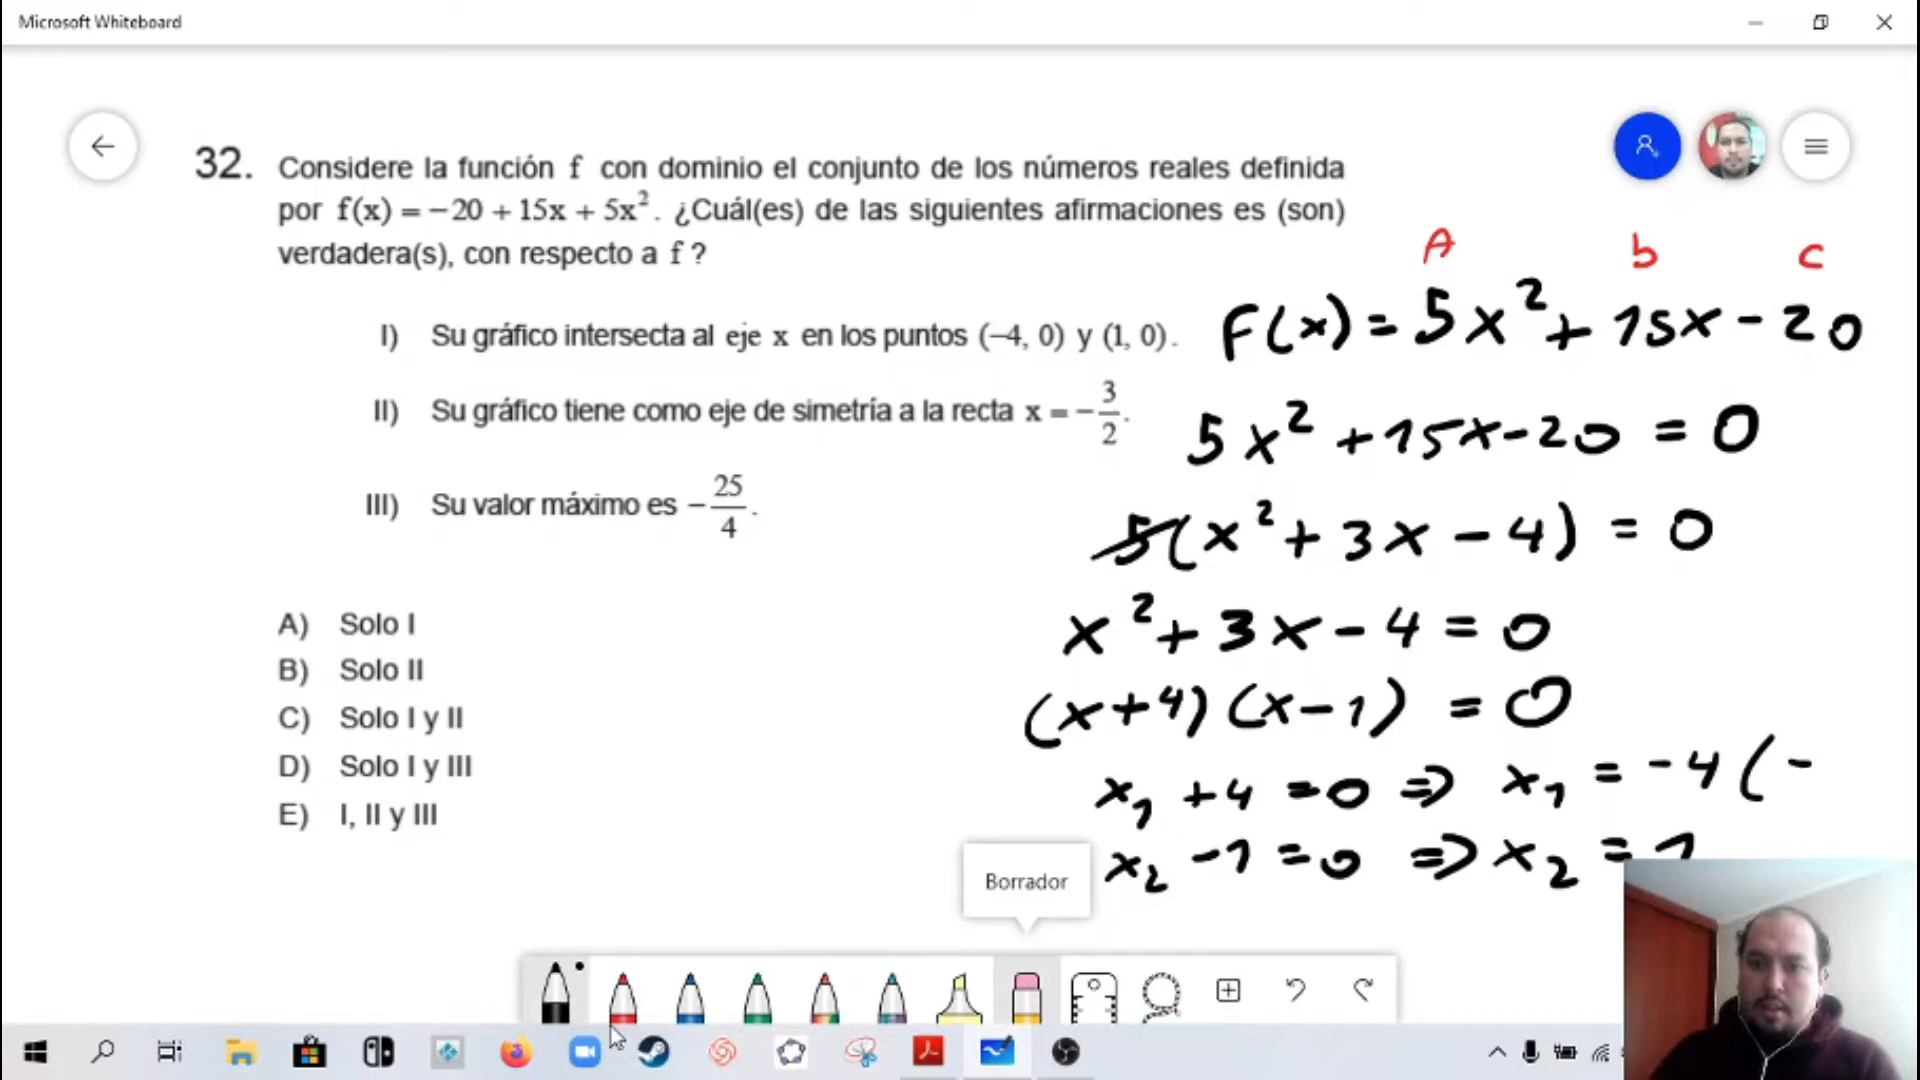 Microsoft Whiteboard
32. Considere la función f con dominio el conjunto de los números reales definida
por f(x) = −20 + 15x + 5x². ¿Cuál(es) de las siguientes afirmaciones es (son)
verdadera(s), con respecto a f ?
I) Su gráfico intersecta al eje x en los puntos (−4, 0) y (1, 0).
II) Su gráfico tiene como eje de simetría a la recta x = −3/2.
III) Su valor máximo es −25/4.
A) Solo I
B) Solo II
C) Solo I y II
D) Solo I y III
E) I, II y III
A b c
F(x) = 5x² + 15x − 20
5x² + 15x − 20 = 0
5(x² + 3x − 4) = 0
x² + 3x − 4 = 0
(x+4) (x−1) = 0
x₁ + 4 = 0 ⇒ x₁ = −4 (−
x₂ − 1 = 0 ⇒ x₂ = 1
Borrador